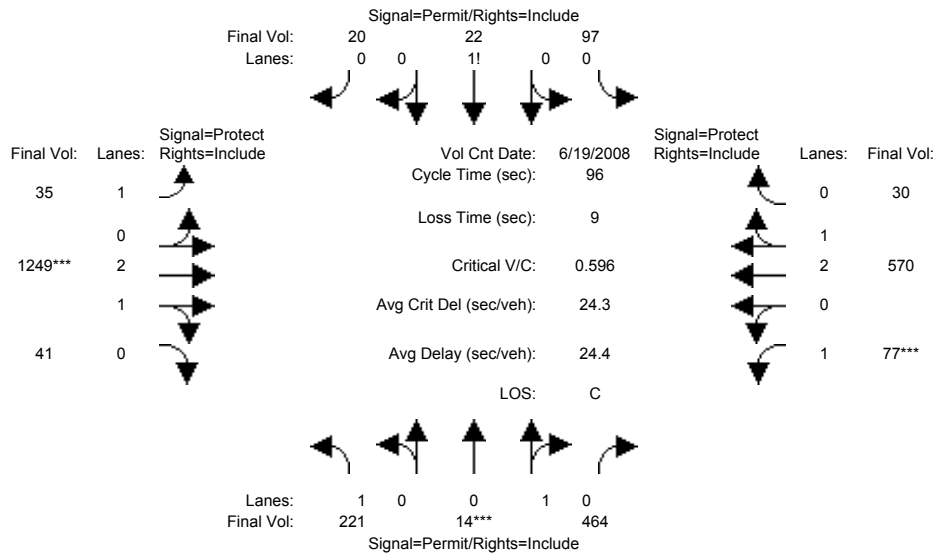 Signal=Permit/Rights=Include
Final Vol: 20 22 97
Lanes: 0 0 1! 0 0
Signal=Protect Signal=Protect
Final Vol: Lanes: Rights=Include Vol Cnt Date: 6/19/2008 Rights=Include Lanes: Final Vol:
Cycle Time (sec): 96
35 1 0 30
Loss Time (sec): 9
0 1
1249*** 2 Critical V/C: 0.596 2 570
1 Avg Crit Del (sec/veh): 24.3 0
41 0 Avg Delay (sec/veh): 24.4 1 77***
LOS: C
Lanes: 1 0 0 1 0
Final Vol: 221 14*** 464
Signal=Permit/Rights=Include